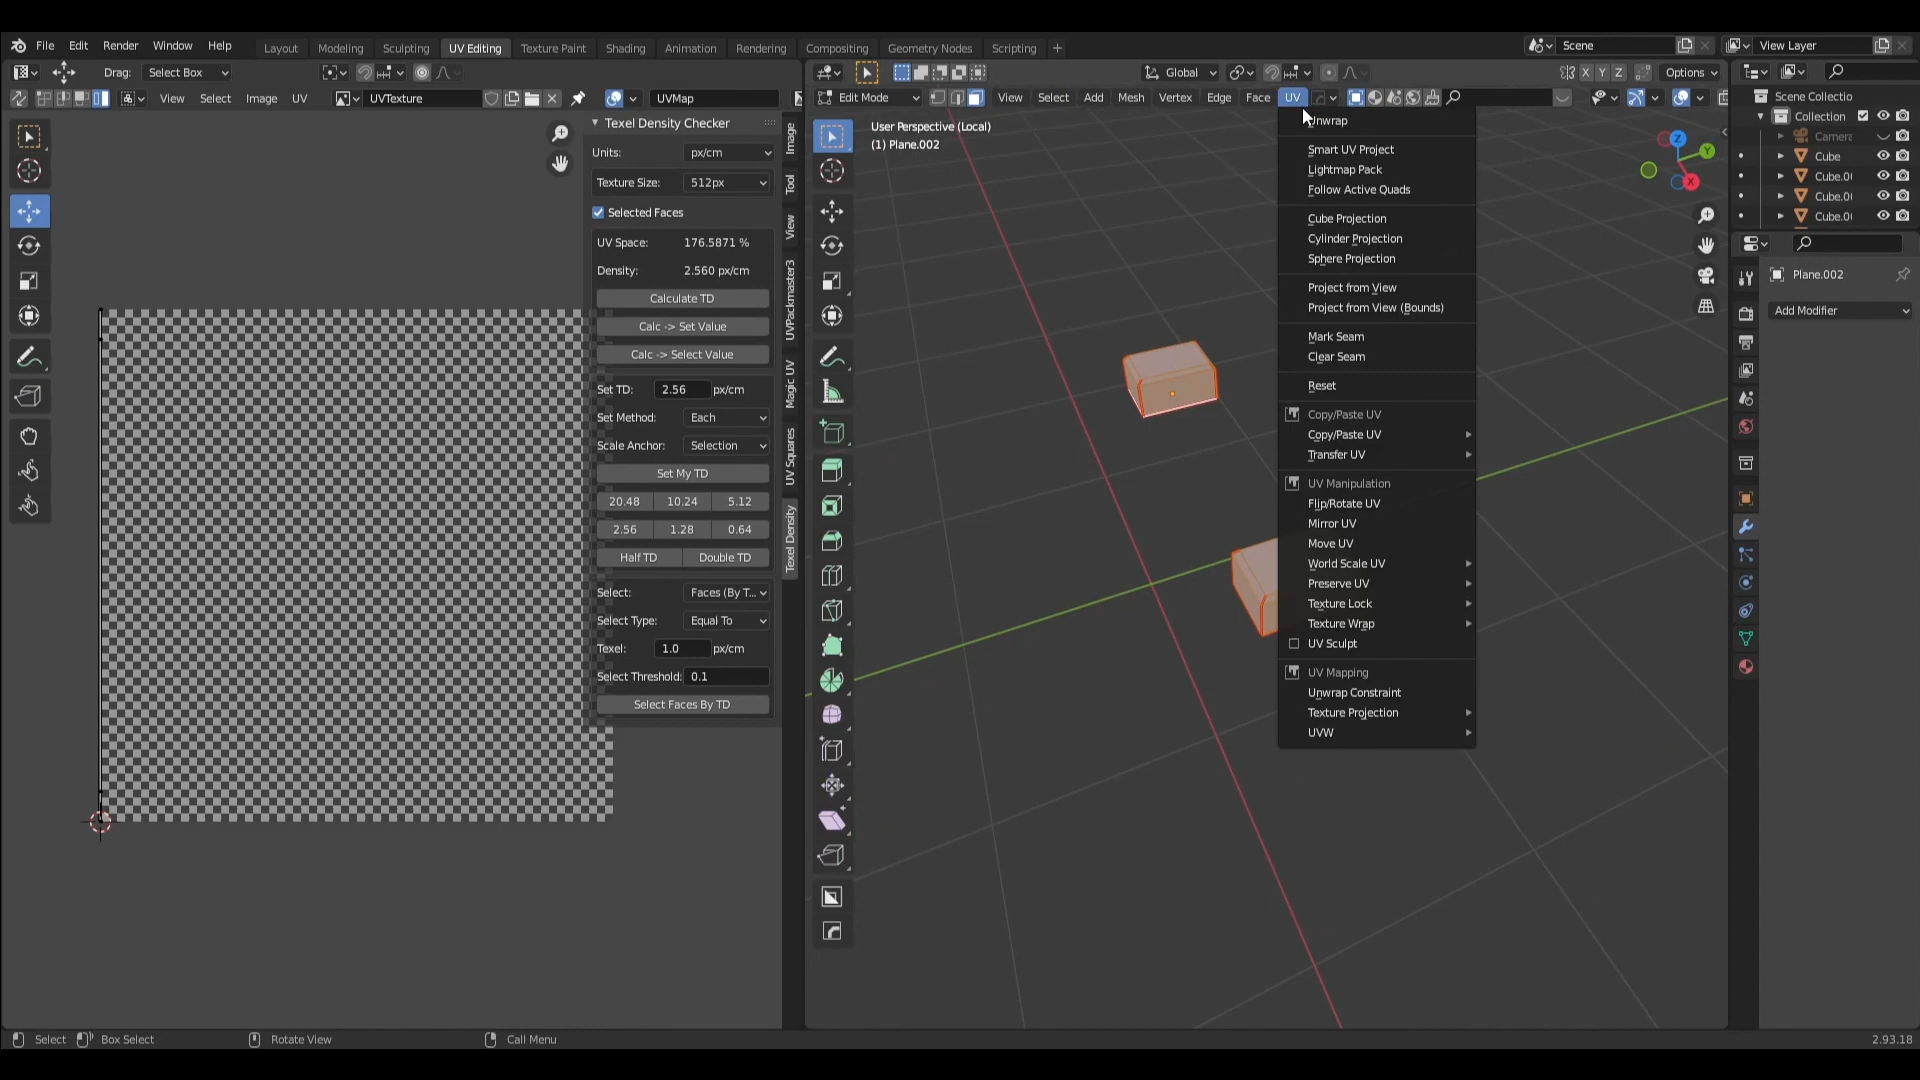 File Edit Render Window Help
Layout Modeling Sculpting UV Editing Texture Paint Shading Animation Rendering Compositing Geometry Nodes Scripting +
Scene
View Layer
Drag: Select Box
Global
X Y Z
Options
View Select Image UV
UVTexture
UVMap
Edit Mode
View Select Add Mesh Vertex Edge Face UV
Texel Density Checker
Units: px/cm
Texture Size: 512px
Selected Faces
UV Space: 176.5871 %
Density: 2.560 px/cm
Calculate TD
Calc -> Set Value
Calc -> Select Value
Set TD: 2.56 px/cm
Set Method: Each
Scale Anchor: Selection
Set My TD
20.48 10.24 5.12
2.56 1.28 0.64
Half TD Double TD
Select: Faces (By T...
Select Type: Equal To
Texel: 1.0 px/cm
Select Threshold: 0.1
Select Faces By TD
Image
Tool
View
UVPackmaster3
Magic UV
UV Squares
Texel Density
User Perspective (Local)
(1) Plane.002
Unwrap
Smart UV Project
Lightmap Pack
Follow Active Quads
Cube Projection
Cylinder Projection
Sphere Projection
Project from View
Project from View (Bounds)
Mark Seam
Clear Seam
Reset
Copy/Paste UV
Copy/Paste UV
Transfer UV
UV Manipulation
Flip/Rotate UV
Mirror UV
Move UV
World Scale UV
Preserve UV
Texture Lock
Texture Wrap
UV Sculpt
UV Mapping
Unwrap Constraint
Texture Projection
UVW
Z
Y
X
Scene Collectio
Collection
Camera
Cube
Cube.0
Cube.0
Cube.0
Plane.002
Add Modifier
Select Box Select Rotate View Call Menu
2.93.18